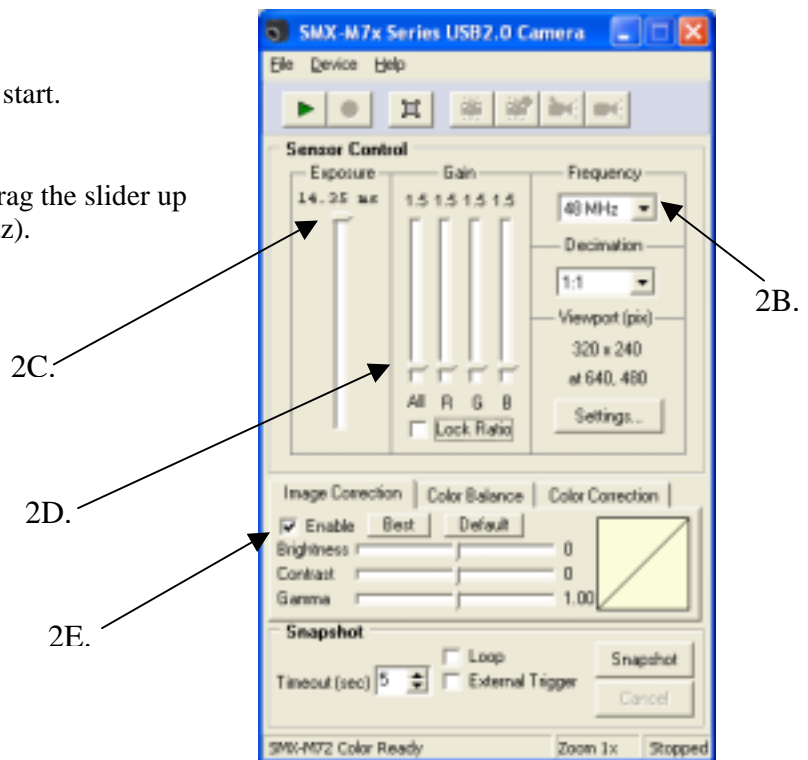 start.
rag the slider up
z).
2B.
2C.
2D.
2E.
SMX-M7x Series USB2.0 Camera
File Device Help
Sensor Control
Exposure Gain Frequency
14.25 ms 1.5 1.5 1.5 1.5 48 MHz
Decimation
1:1
Viewport (pix)
320 x 240
at 640, 480
All R G B
Settings...
Lock Ratio
Image Correction Color Balance Color Correction
Enable Best Default
Brightness 0
Contrast 0
Gamma 1.00
Snapshot
Loop Snapshot
Timeout (sec) 5 External Trigger
Cancel
SMX-M72 Color Ready Zoom 1x Stopped